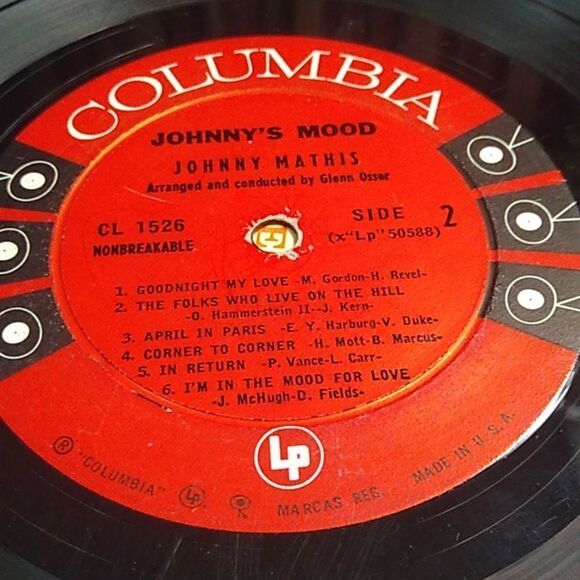 COLUMBIA
JOHNNY'S MOOD
JOHNNY MATHIS
Arranged and conducted by Glenn Osser
CL 1526
NONBREAKABLE
SIDE 2
(x"Lp"50588)
1. GOODNIGHT MY LOVE -M. Gordon-H. Revel-
2. THE FOLKS WHO LIVE ON THE HILL
-O. Hammerstein II--J. Kern-
3. APRIL IN PARIS -E. Y. Harburg-V. Duke-
4. CORNER TO CORNER -H. Mott-B. Marcus-
5. IN RETURN -P. Vance-L. Carr-
6. I'M IN THE MOOD FOR LOVE
-J. McHugh-D. Fields-
Lp
® "COLUMBIA" Lp MARCAS REG. MADE IN U.S.A.